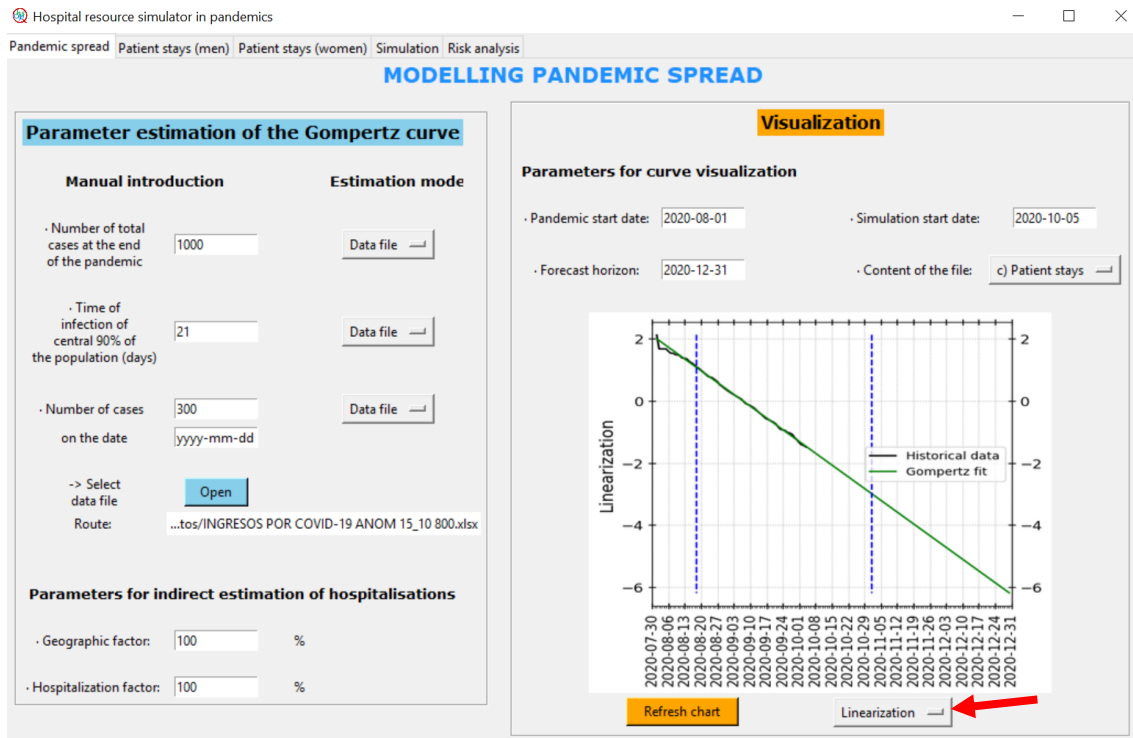 Hospital resource simulator in pandemics
Pandemic spread Patient stays (men) Patient stays (women) Simulation Risk analysis
MODELLING PANDEMIC SPREAD
Parameter estimation of the Gompertz curve
Manual introduction
Estimation mode
· Number of total
cases at the end
of the pandemic
1000
Data file
· Time of
infection of
central 90% of
the population (days)
21
Data file
· Number of cases
300
Data file
on the date
yyyy-mm-dd
-> Select
data file
Open
Route:
...tos/INGRESOS POR COVID-19 ANOM 15_10 800.xlsx
Parameters for indirect estimation of hospitalisations
· Geographic factor:
100
%
· Hospitalization factor:
100
%
Visualization
Parameters for curve visualization
· Pandemic start date:
2020-08-01
· Simulation start date:
2020-10-05
· Forecast horizon:
2020-12-31
· Content of the file:
c) Patient stays
Linearization
2
0
−2
−4
−6
2
0
−2
−4
−6
Historical data
Gompertz fit
2020-07-30
2020-08-06
2020-08-13
2020-08-20
2020-08-27
2020-09-03
2020-09-10
2020-09-17
2020-09-24
2020-10-01
2020-10-08
2020-10-15
2020-10-22
2020-10-29
2020-11-05
2020-11-12
2020-11-19
2020-11-26
2020-12-03
2020-12-10
2020-12-17
2020-12-24
2020-12-31
Refresh chart
Linearization